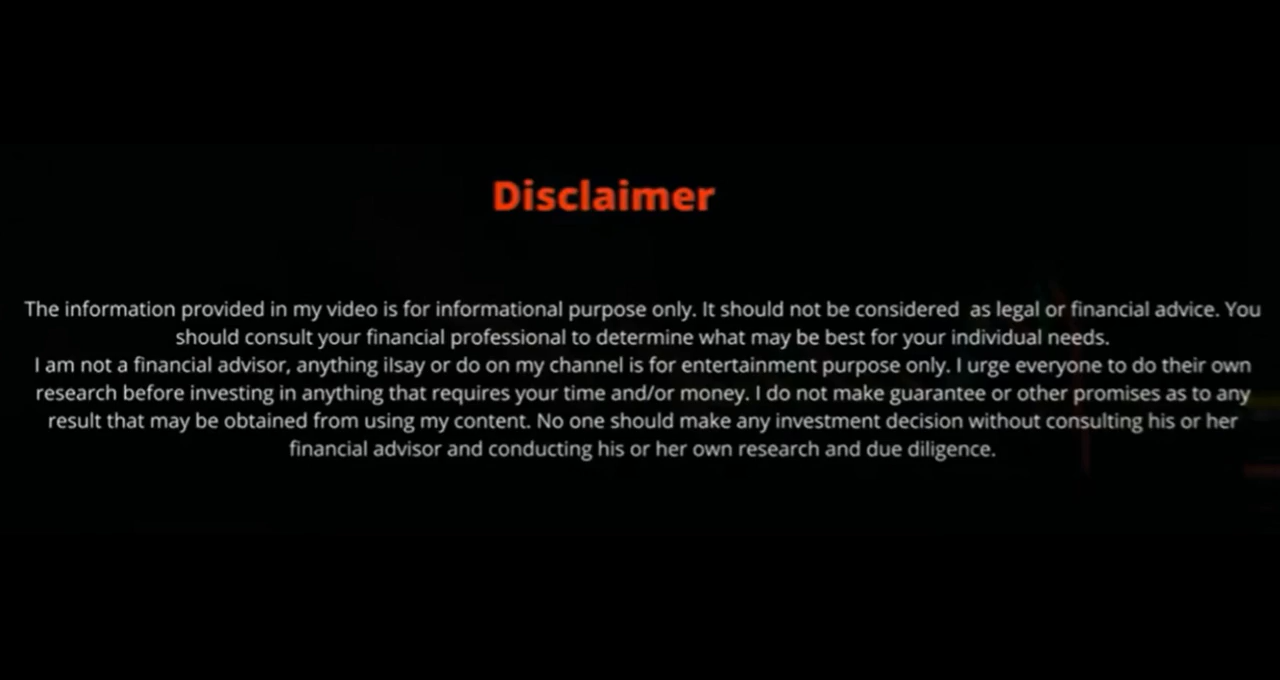 Disclaimer
The information provided in my video is for informational purpose only. It should not be considered  as legal or financial advice. You
should consult your financial professional to determine what may be best for your individual needs.
I am not a financial advisor, anything ilsay or do on my channel is for entertainment purpose only. I urge everyone to do their own
research before investing in anything that requires your time and/or money. I do not make guarantee or other promises as to any
result that may be obtained from using my content. No one should make any investment decision without consulting his or her
financial advisor and conducting his or her own research and due diligence.